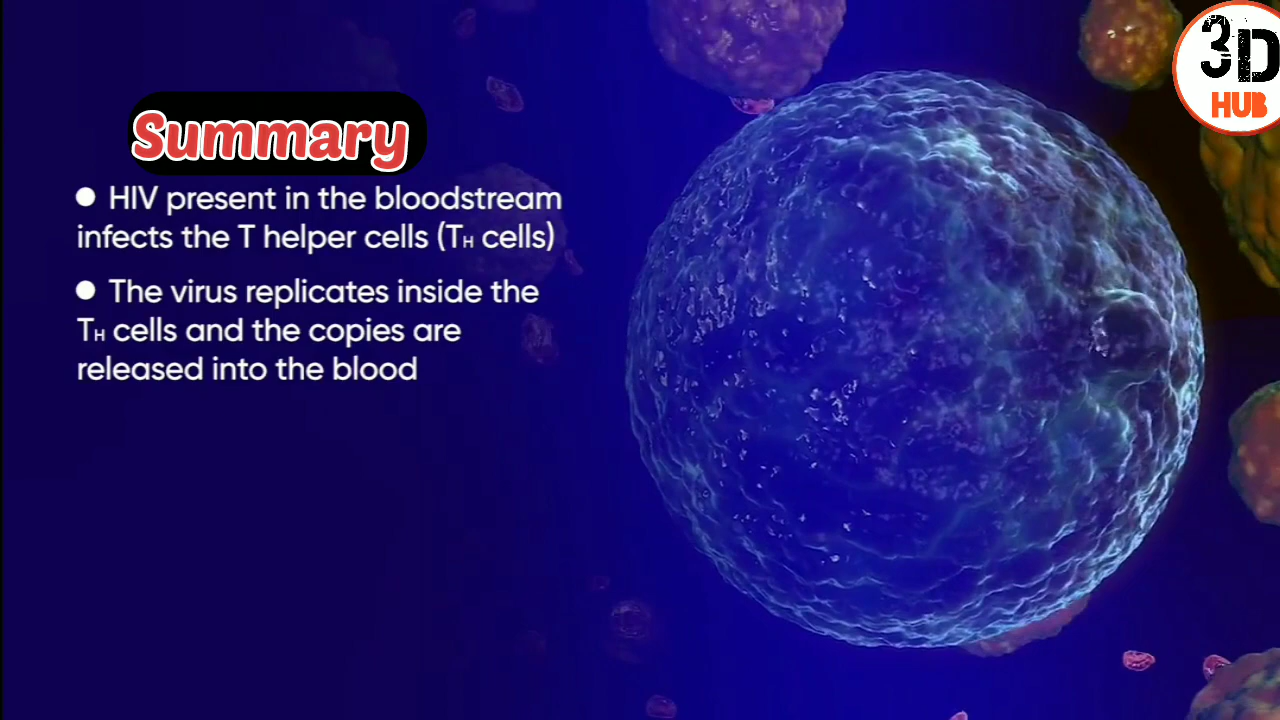 3D
HUB
Summary
● HIV present in the bloodstream
infects the T helper cells (TH cells)
● The virus replicates inside the
TH cells and the copies are
released into the blood